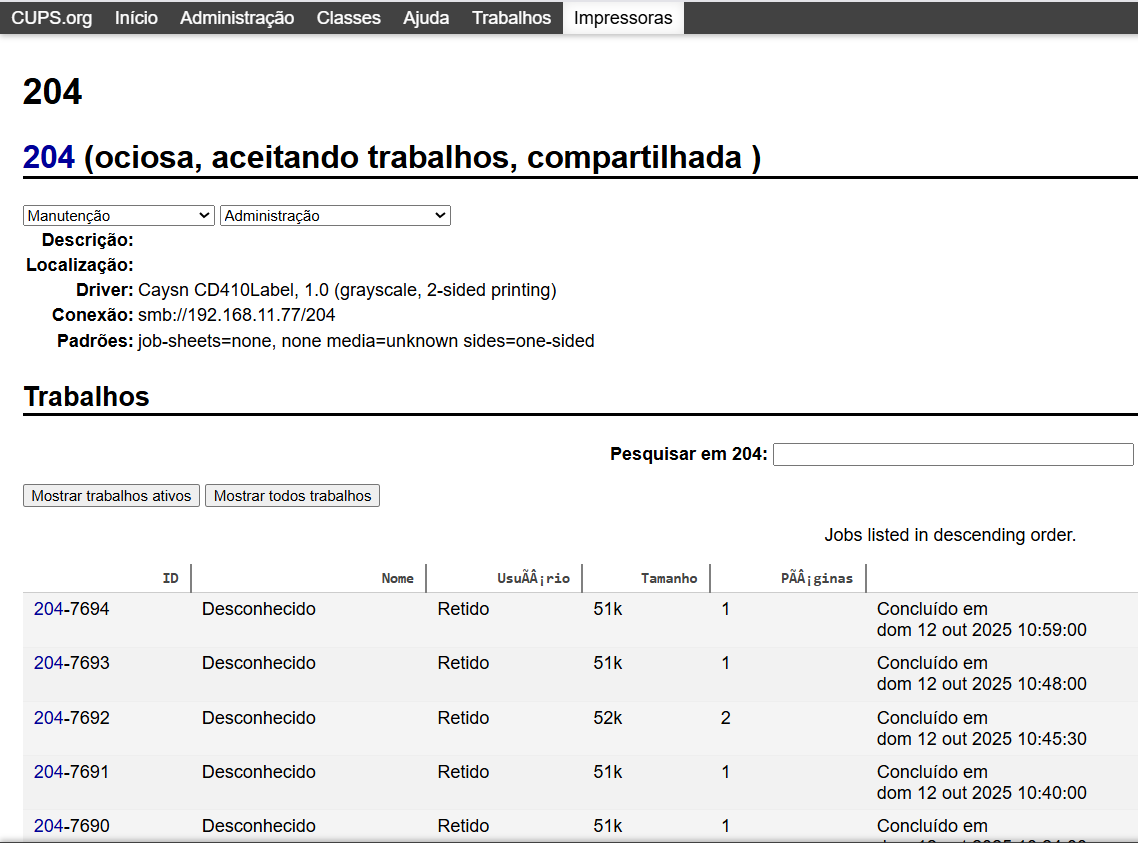 CUPS.org Início Administração Classes Ajuda Trabalhos Impressoras
204
204 (ociosa, aceitando trabalhos, compartilhada )
Manutenção Administração
Descrição:
Localização:
Driver: Caysn CD410Label, 1.0 (grayscale, 2-sided printing)
Conexão: smb://192.168.11.77/204
Padrões: job-sheets=none, none media=unknown sides=one-sided
Trabalhos
Pesquisar em 204:
Mostrar trabalhos ativos Mostrar todos trabalhos
Jobs listed in descending order.
ID Nome UsuÃÂ¡rio Tamanho PÃÂ¡ginas
204-7694 Desconhecido Retido 51k 1 Concluído em
dom 12 out 2025 10:59:00
204-7693 Desconhecido Retido 51k 1 Concluído em
dom 12 out 2025 10:48:00
204-7692 Desconhecido Retido 52k 2 Concluído em
dom 12 out 2025 10:45:30
204-7691 Desconhecido Retido 51k 1 Concluído em
dom 12 out 2025 10:40:00
204-7690 Desconhecido Retido 51k 1 Concluído em